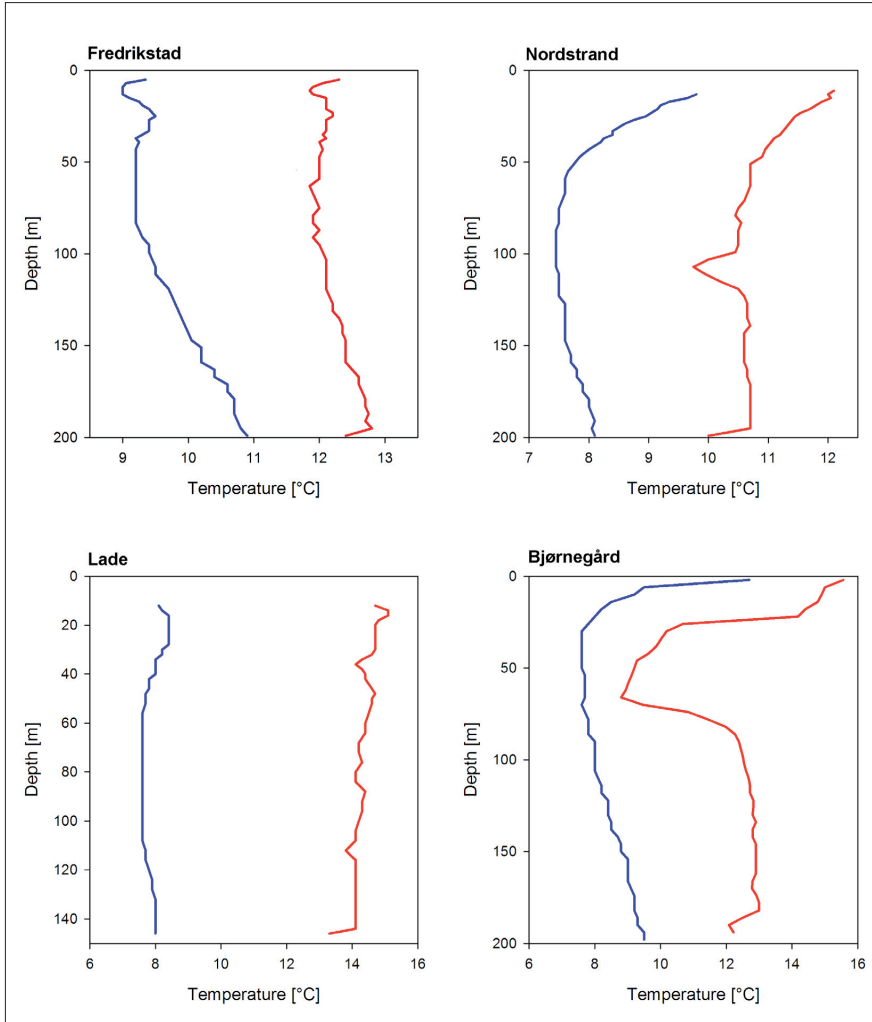 Fredrikstad
0
50
100
150
200
Depth [m]
9 10 11 12 13
Temperature [°C]
Nordstrand
0
50
100
150
200
Depth [m]
7 8 9 10 11 12
Temperature [°C]
Lade
0
20
40
60
80
100
120
140
Depth [m]
6 8 10 12 14 16
Temperature [°C]
Bjørnegård
0
50
100
150
200
Depth [m]
6 8 10 12 14 16
Temperature [°C]